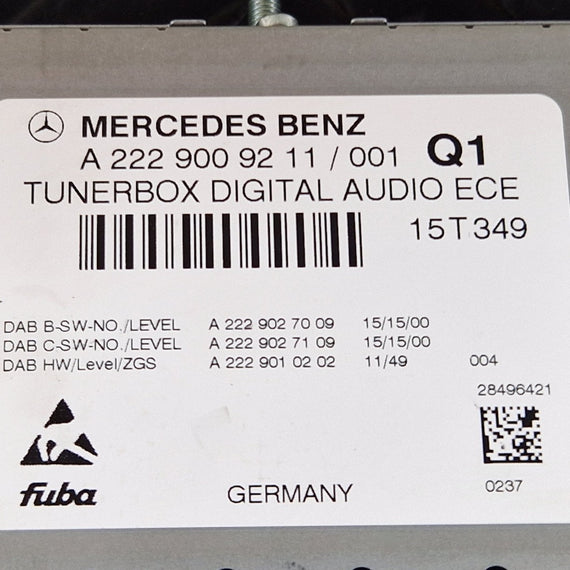 MERCEDES BENZ
A 222 900 92 11 / 001 Q1
TUNERBOX DIGITAL AUDIO ECE
15T349
DAB B-SW-NO./LEVEL A 222 902 70 09 15/15/00
DAB C-SW-NO./LEVEL A 222 902 71 09 15/15/00
DAB HW/Level/ZGS A 222 901 02 02 11/49 004
28496421
fuba GERMANY 0237